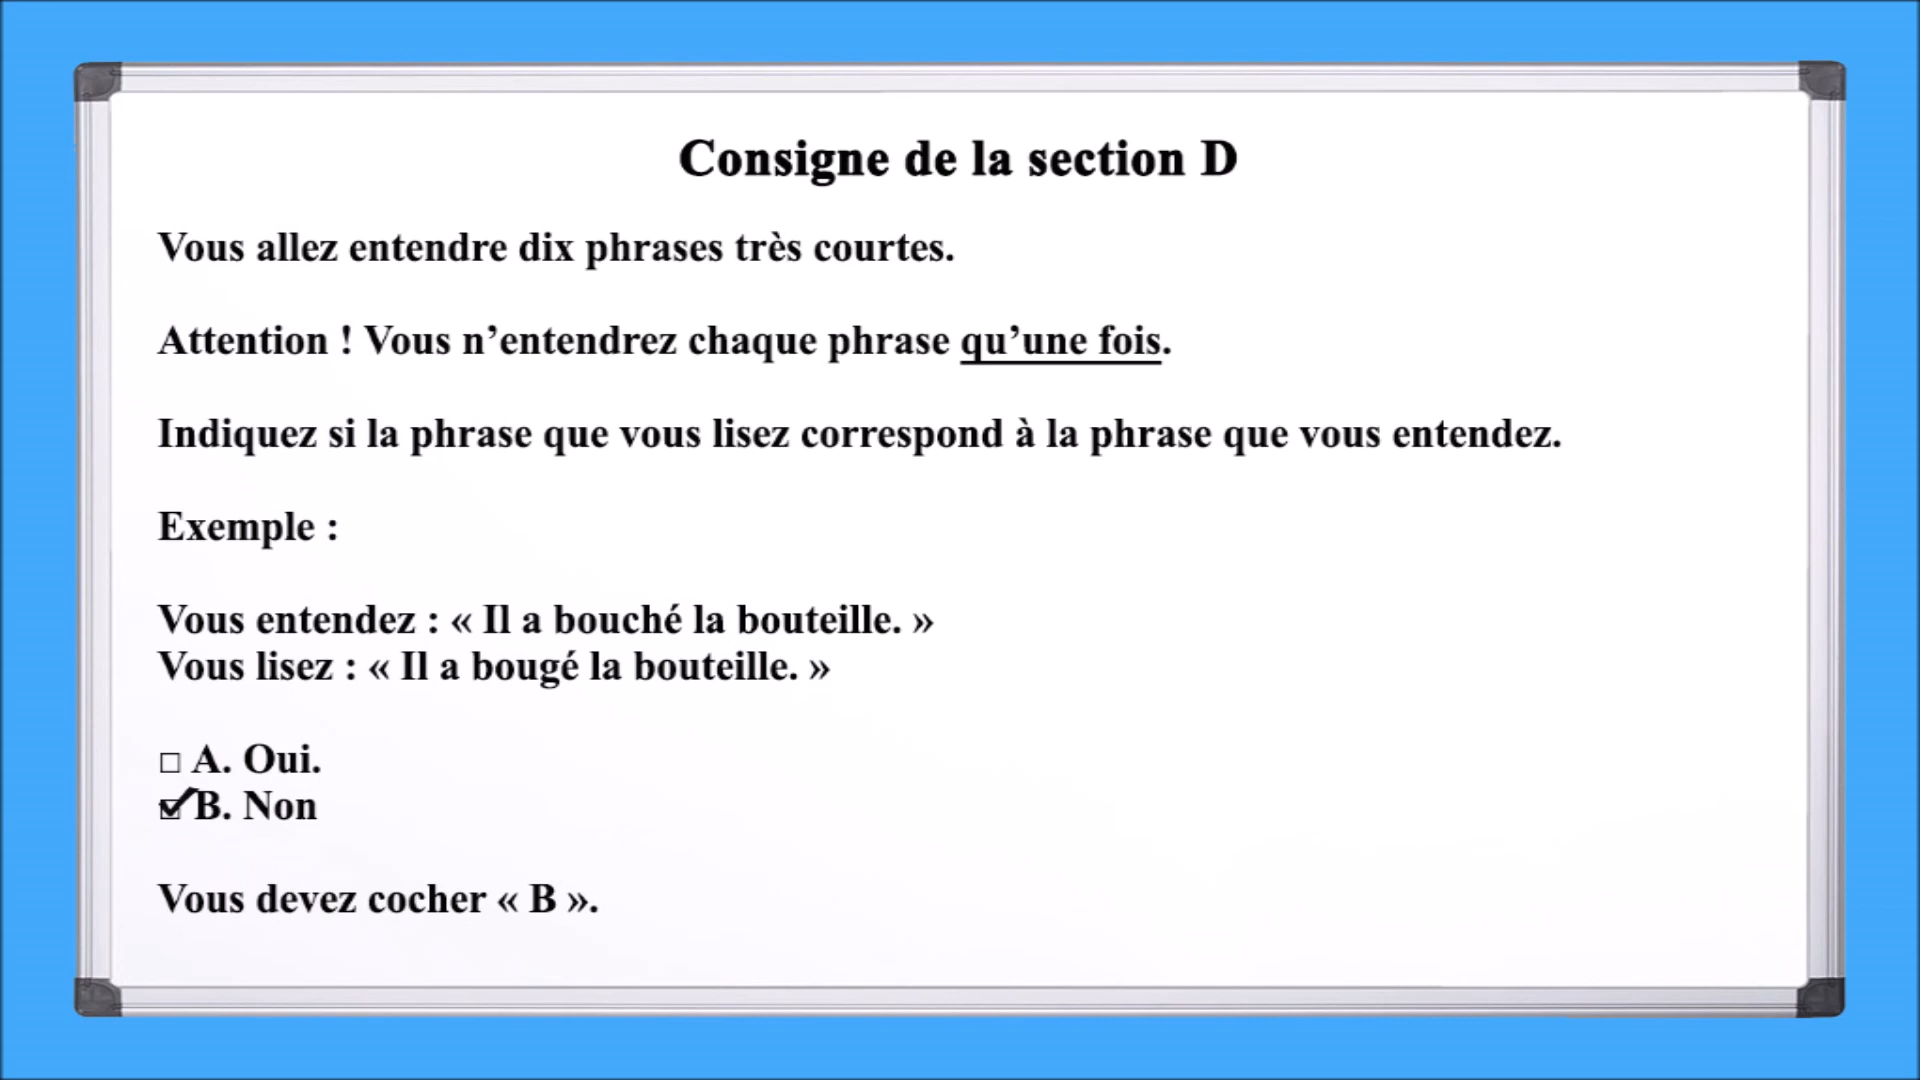 Consigne de la section D
Vous allez entendre dix phrases très courtes.
Attention ! Vous n’entendrez chaque phrase qu’une fois.
Indiquez si la phrase que vous lisez correspond à la phrase que vous entendez.
Exemple :
Vous entendez : « Il a bouché la bouteille. »
Vous lisez : « Il a bougé la bouteille. »
□ A. Oui.
☑ B. Non
Vous devez cocher « B ».